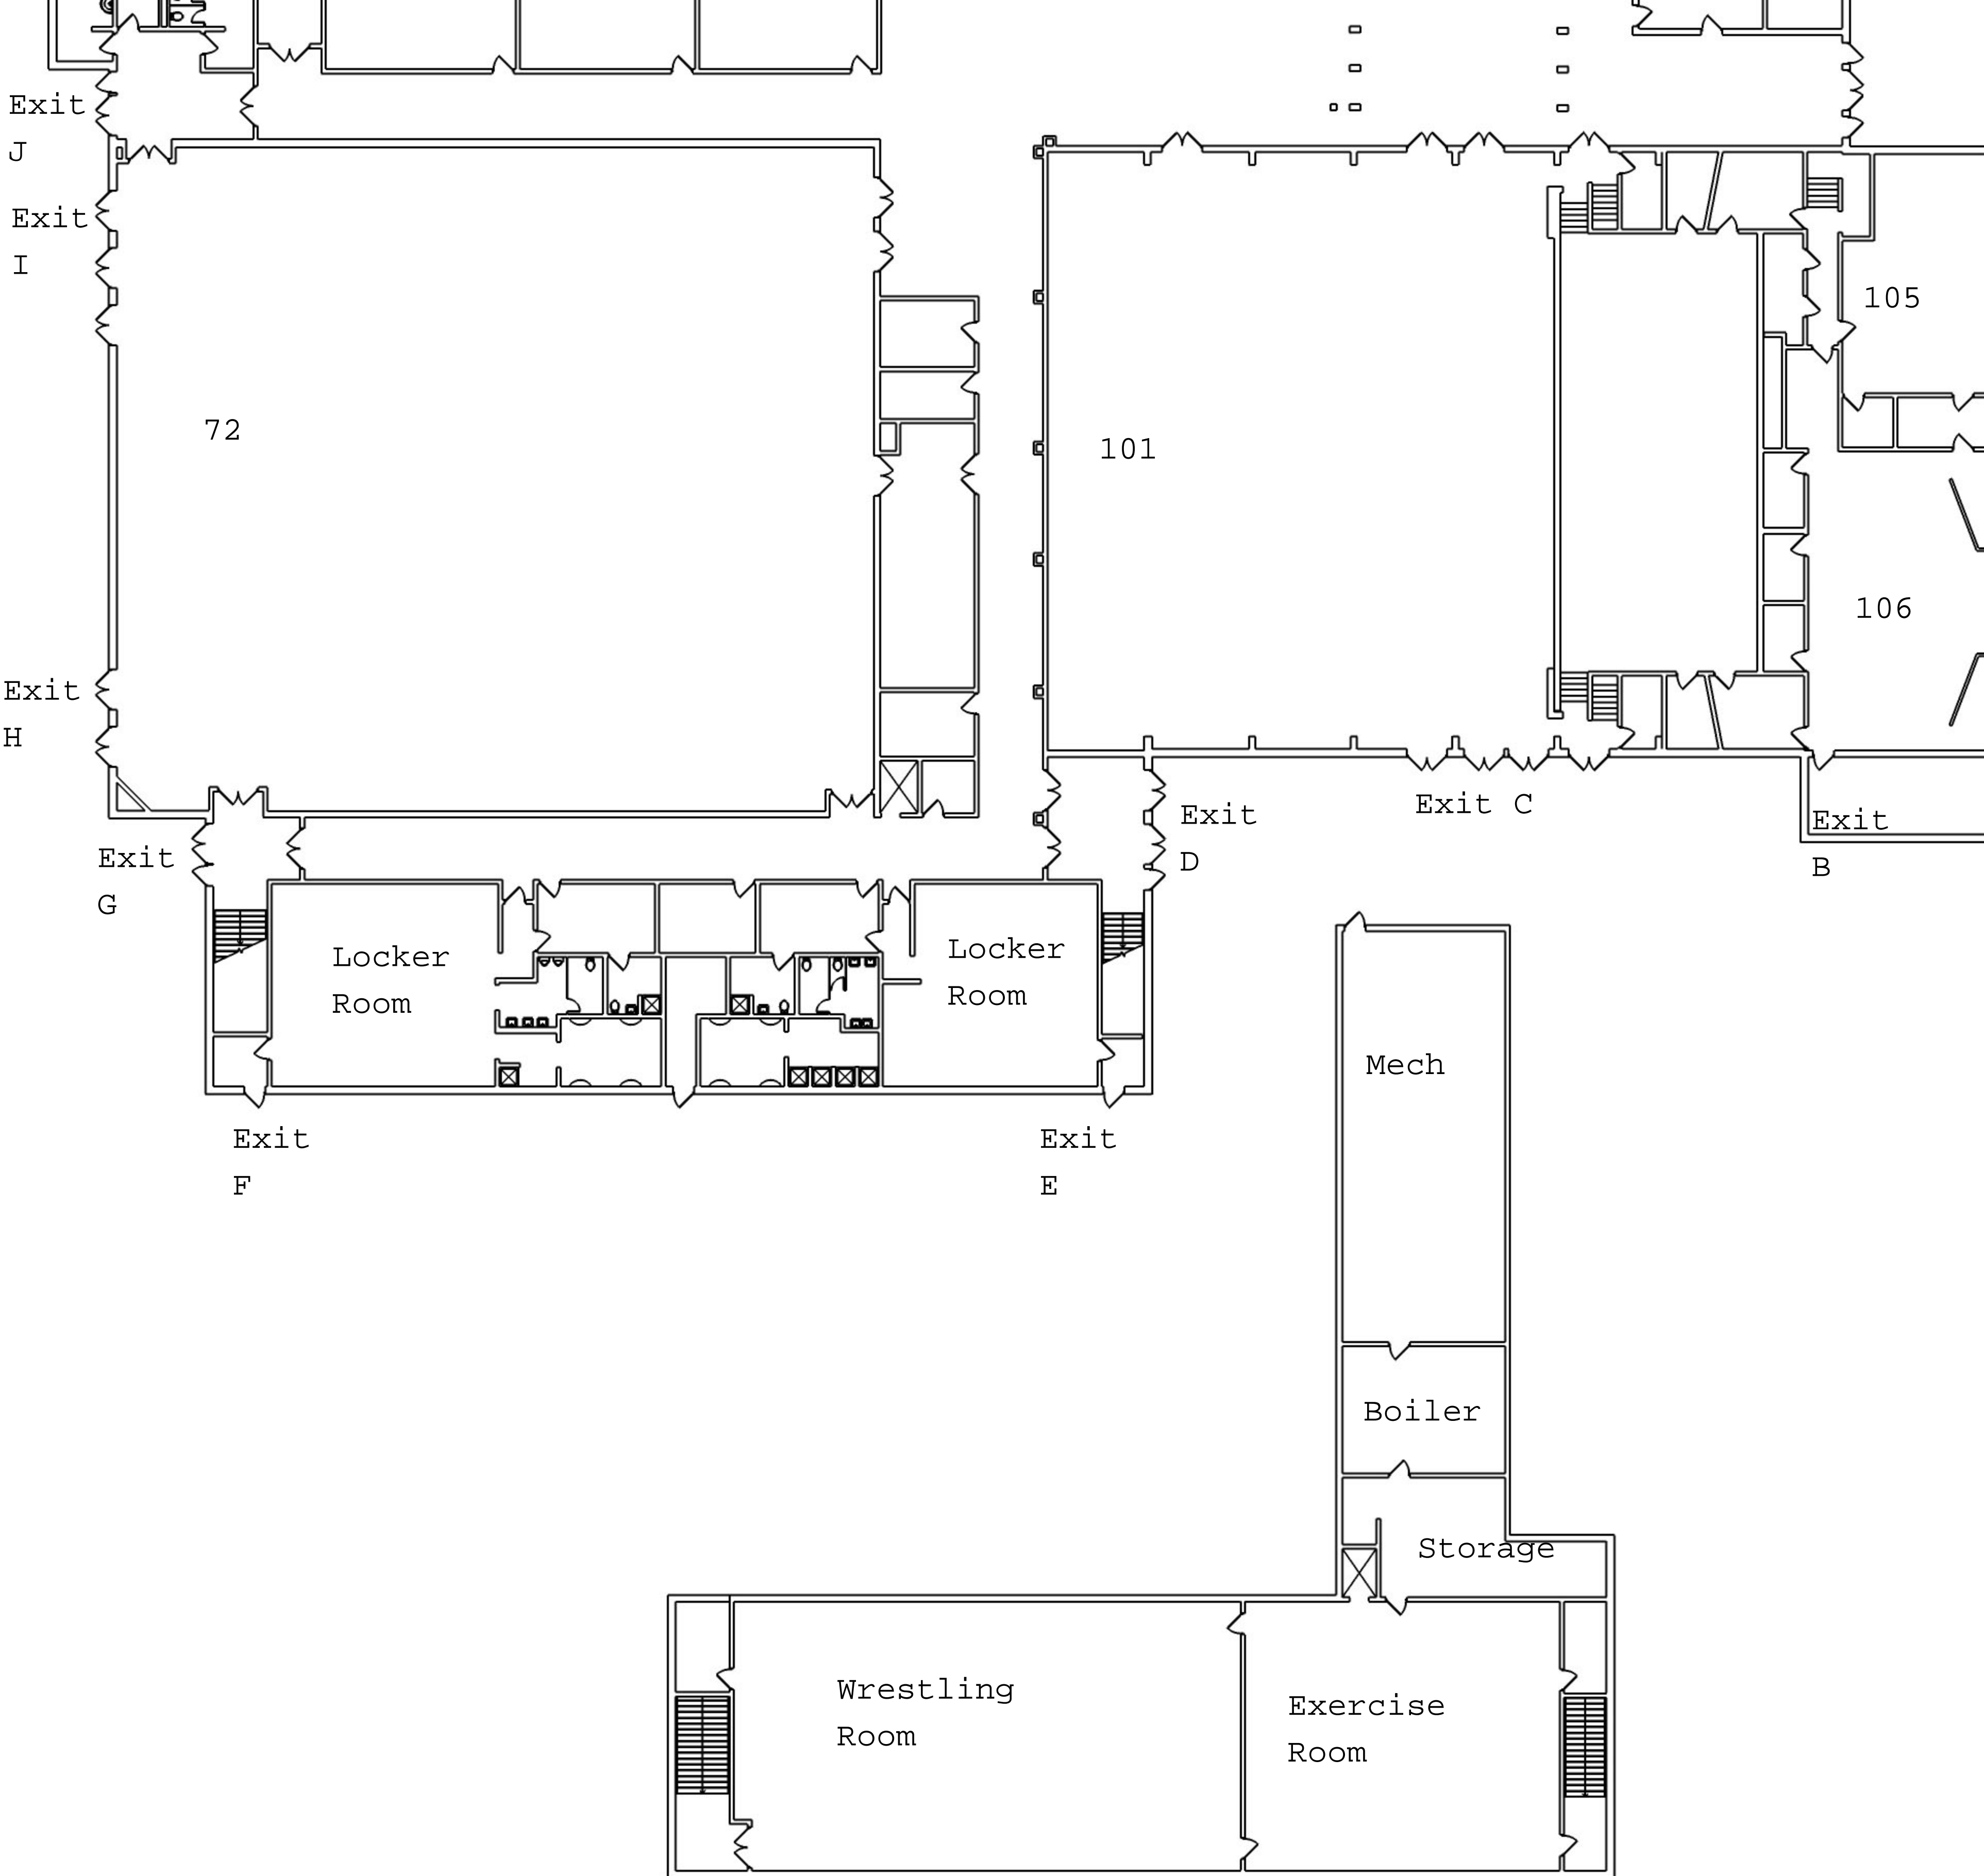 Exit
J
Exit
I
105
72
101
106
Exit
H
Exit C
Exit
D
Exit
B
Exit
G
Locker
Room
Locker
Room
Mech
Exit
F
Exit
E
Boiler
Storage
Wrestling
Room
Exercise
Room